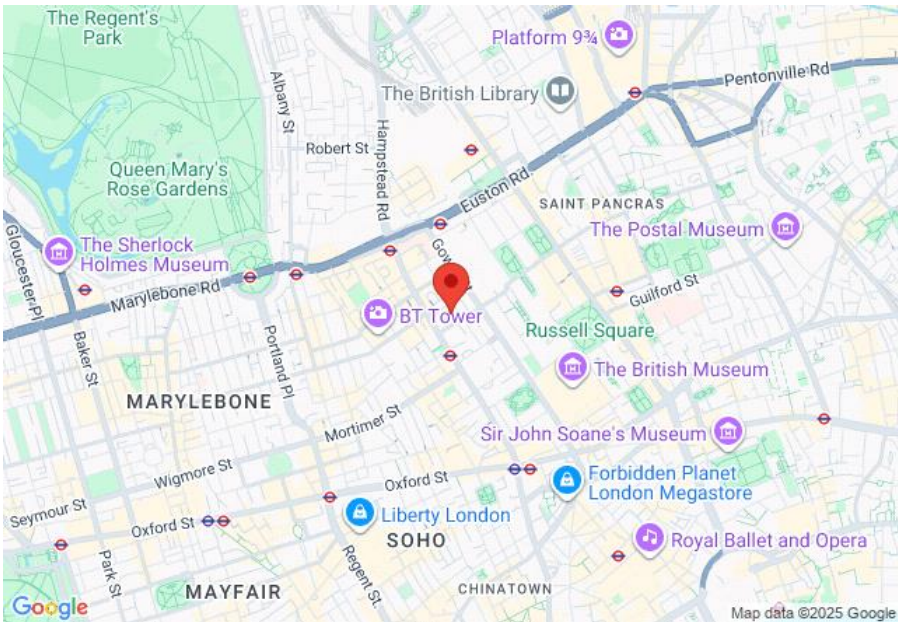 The Regent's
Park
Platform 9¾
Pentonville Rd
The British Library
Albany St
Hampstead Rd
Robert St
Queen Mary's
Rose Gardens
Euston Rd
SAINT PANCRAS
The Postal Museum
Gloucester Pl
The Sherlock
Holmes Museum
Marylebone Rd
Guilford St
BT Tower
Russell Square
Baker St
Portland Pl
The British Museum
MARYLEBONE
Mortimer St
Sir John Soane's Museum
Wigmore St
Oxford St
Forbidden Planet
London Megastore
Seymour St
Oxford St
Liberty London
SOHO
Royal Ballet and Opera
Park St
Regent St.
MAYFAIR
CHINATOWN
Google
Map data ©2025 Google